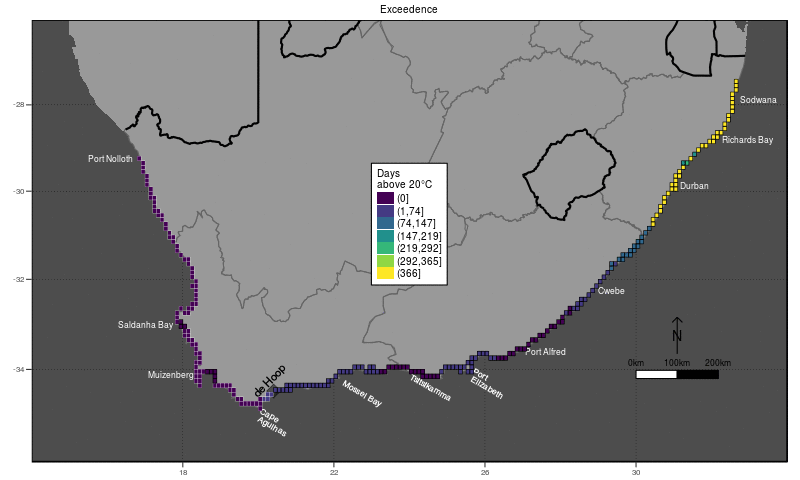 Exceedence
-28
-30
-32
-34
18
22
26
30
Sodwana
Richards Bay
Durban
Cwebe
Port Alfred
Port
Elizabeth
Tsitsikamma
Mossel Bay
de Hoop
Cape
Agulhas
Muizenberg
Saldanha Bay
Port Nolloth
Days
above 20°C
(0]
(1,74]
(74,147]
(147,219]
(219,292]
(292,365]
(366]
N
0km 100km 200km